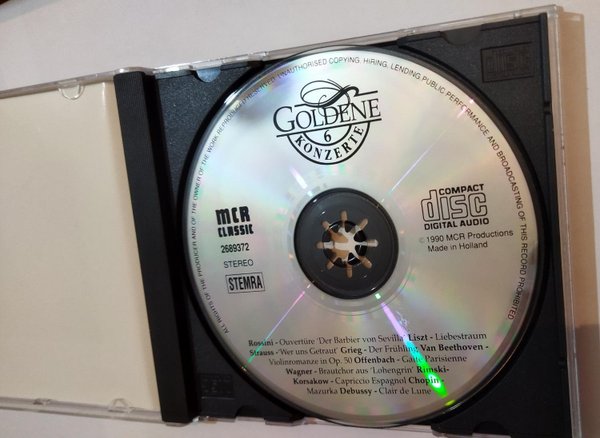 ALL RIGHTS OF THE PRODUCER AND OF THE OWNER OF THE WORK REPRODUCED RESERVED. UNAUTHORISED COPYING, HIRING, LENDING, PUBLIC PERFORMANCE AND BROADCASTING OF THIS RECORD PROHIBITED
GOLDENE
6
KONZERTE
MCR
CLASSIC
2689372
STEREO
STEMRA
COMPACT
disc
DIGITAL AUDIO
© 1990 MCR Productions
Made in Holland
Rossini - Ouvertüre 'Der Barbier von Sevilla' Liszt - Liebestraum
Strauss - 'Wer uns Getraut' Grieg - Der Frühling Van Beethoven -
Violinromanze in Op. 50 Offenbach - Gaité Parisienne
Wagner - Brautchor aus 'Lohengrin' Rimski-
Korsakow - Capriccio Espagnol Chopin -
Mazurka Debussy - Clair de Lune